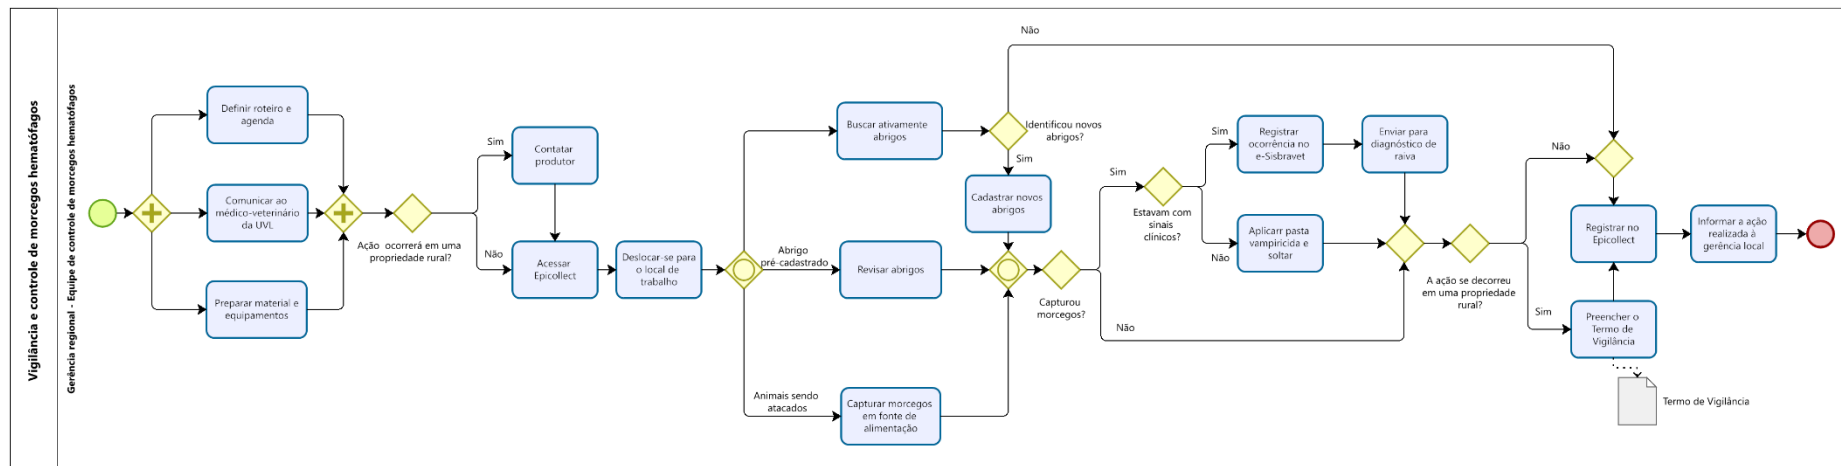 Vigilância e controle de morcegos hematófagos
Gerência regional - Equipe de controle de morcegos hematófagos
Definir roteiro e
agenda
Comunicar ao
médico-veterinário
da UVL
Preparar material e
equipamentos
Ação ocorrerá em uma
propriedade rural?
Sim
Não
Contatar
produtor
Acessar
Epicollect
Deslocar-se para
o local de
trabalho
Abrigo
pré-cadastrado
Animais sendo
atacados
Buscar ativamente
abrigos
Revisar abrigos
Capturar morcegos
em fonte de
alimentação
Não
Identificou novos
abrigos?
Sim
Cadastrar novos
abrigos
Capturou
morcegos?
Sim
Não
Estavam com
sinais
clínicos?
Sim
Não
Registrar
ocorrência no
e-Sisbravet
Enviar para
diagnóstico de
raiva
Aplicarr pasta
vampiricida e
soltar
A ação se decorreu
em uma propriedade
rural?
Não
Sim
Registrar no
Epicollect
Informar a ação
realizada à
gerência local
Preencher o
Termo de
Vigilância
Termo de Vigilância